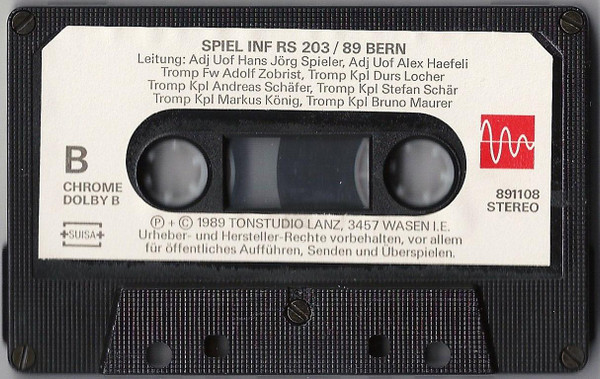 SPIEL INF RS 203 / 89 BERN
Leitung: Adj Uof Hans Jörg Spieler, Adj Uof Alex Haefeli
Tromp Fw Adolf Zobrist, Tromp Kpl Durs Locher
Tromp Kpl Andreas Schäfer, Tromp Kpl Stefan Schär
Tromp Kpl Markus König, Tromp Kpl Bruno Maurer
B
CHROME
DOLBY B
SUISA
891108
STEREO
Ⓟ + © 1989 TONSTUDIO LANZ, 3457 WASEN I.E.
Urheber- und Hersteller-Rechte vorbehalten, vor allem
für öffentliches Aufführen, Senden und Überspielen.